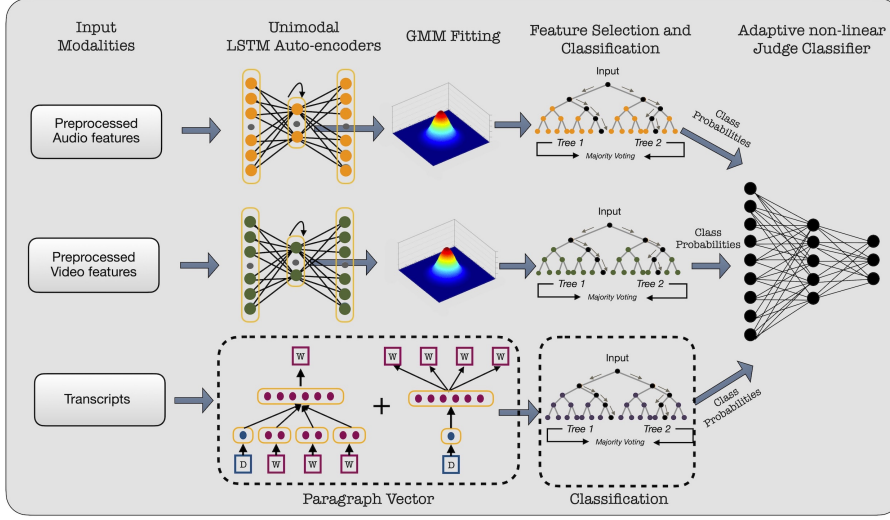 Input
Modalities
Unimodal
LSTM Auto-encoders
GMM Fitting
Feature Selection and
Classification
Adaptive non-linear
Judge Classifier
Preprocessed
Audio features
Input
Tree 1
Tree 2
Majority Voting
Class
Probabilities
Preprocessed
Video features
Input
Tree 1
Tree 2
Majority Voting
Class
Probabilities
Transcripts
W
W
W
W
W
+
D
W
W
W
D
Input
Tree 1
Tree 2
Majority Voting
Class
Probabilities
Paragraph Vector
Classification